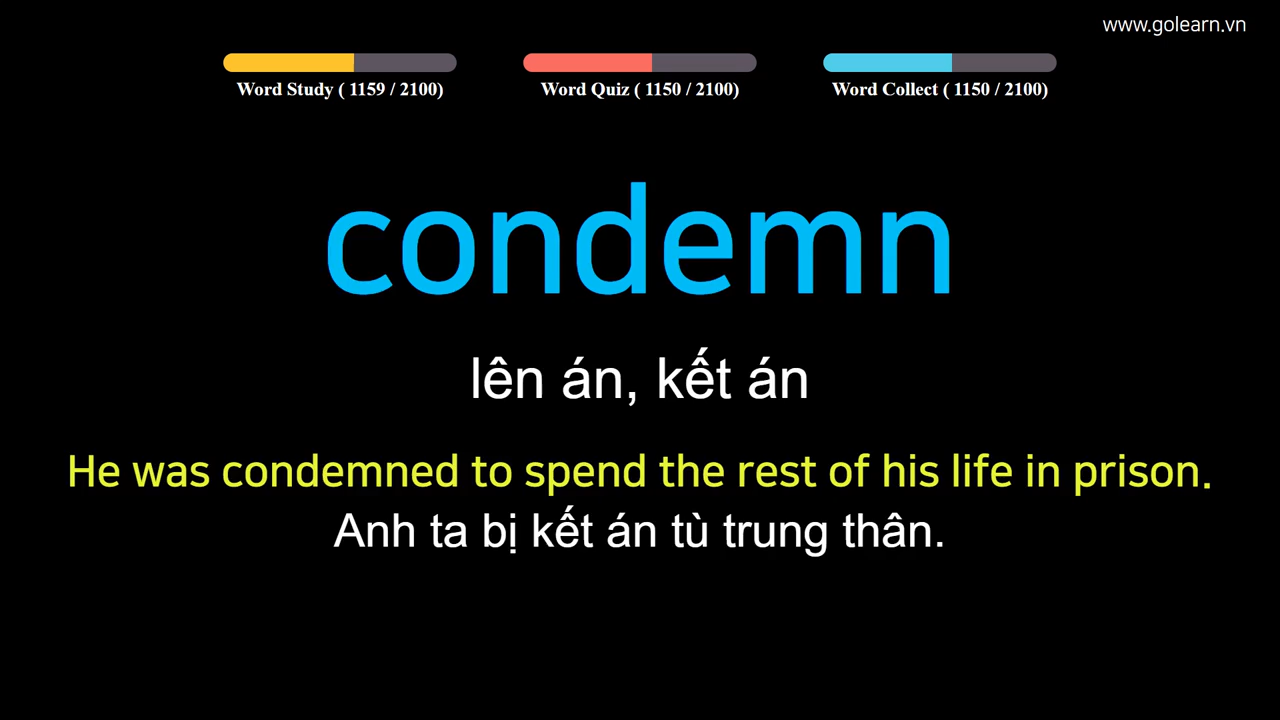 www.golearn.vn
Word Study ( 1159 / 2100)
Word Quiz ( 1150 / 2100)
Word Collect ( 1150 / 2100)
condemn
lên án, kết án
He was condemned to spend the rest of his life in prison.
Anh ta bị kết án tù trung thân.